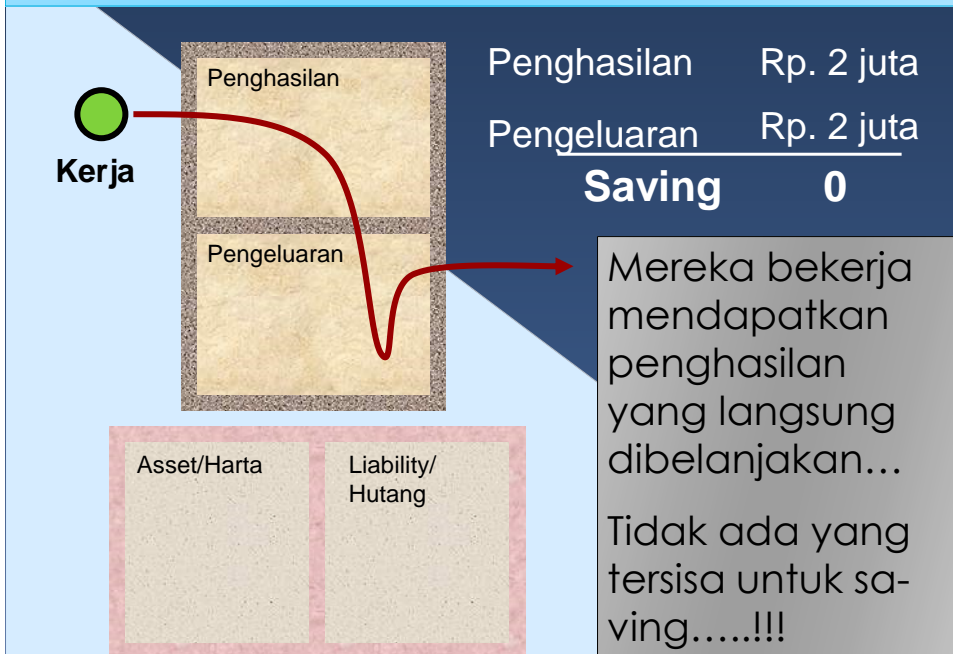 Kerja
Penghasilan
Pengeluaran
Penghasilan Rp. 2 juta
Pengeluaran Rp. 2 juta
Saving 0
Mereka bekerja
mendapatkan
penghasilan
yang langsung
dibelanjakan…
Tidak ada yang
tersisa untuk sa-
ving…..!!!
Asset/Harta
Liability/
Hutang